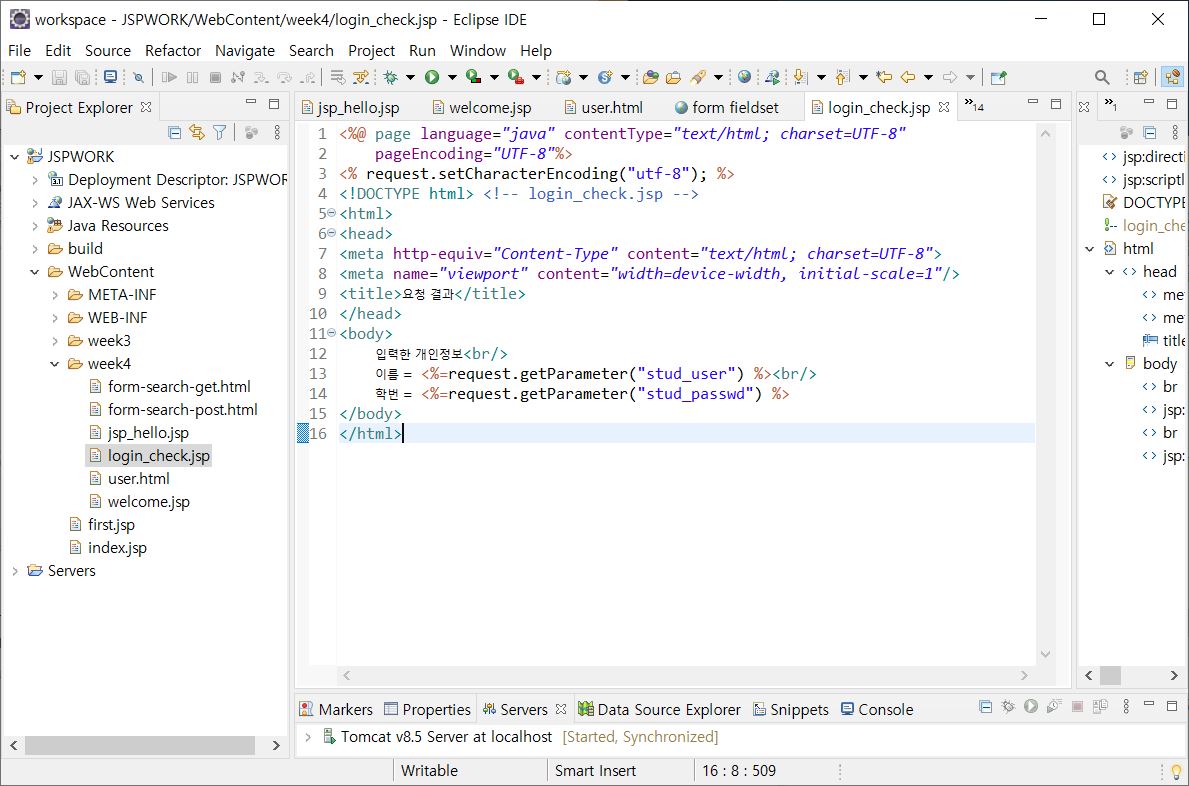 workspace - JSPWORK/WebContent/week4/login_check.jsp - Eclipse IDE
File Edit Source Refactor Navigate Search Project Run Window Help
Project Explorer
JSPWORK
Deployment Descriptor: JSPWOR
JAX-WS Web Services
Java Resources
build
WebContent
META-INF
WEB-INF
week3
week4
form-search-get.html
form-search-post.html
jsp_hello.jsp
login_check.jsp
user.html
welcome.jsp
first.jsp
index.jsp
Servers
jsp_hello.jsp welcome.jsp user.html form fieldset login_check.jsp »14
1 <%@ page language="java" contentType="text/html; charset=UTF-8"
2 pageEncoding="UTF-8"%>
3 <% request.setCharacterEncoding("utf-8"); %>
4 <!DOCTYPE html> <!-- login_check.jsp -->
5 <html>
6 <head>
7 <meta http-equiv="Content-Type" content="text/html; charset=UTF-8">
8 <meta name="viewport" content="width=device-width, initial-scale=1"/>
9 <title>요청 결과</title>
10 </head>
11 <body>
12 입력한 개인정보<br/>
13 이름 = <%=request.getParameter("stud_user") %><br/>
14 학번 = <%=request.getParameter("stud_passwd") %>
15 </body>
16 </html>
»1
jsp:directi
jsp:scriptl
DOCTYPE
login_che
html
head
me
me
title
body
br
jsp:
br
jsp:
Markers Properties Servers Data Source Explorer Snippets Console
Tomcat v8.5 Server at localhost [Started, Synchronized]
Writable Smart Insert 16 : 8 : 509